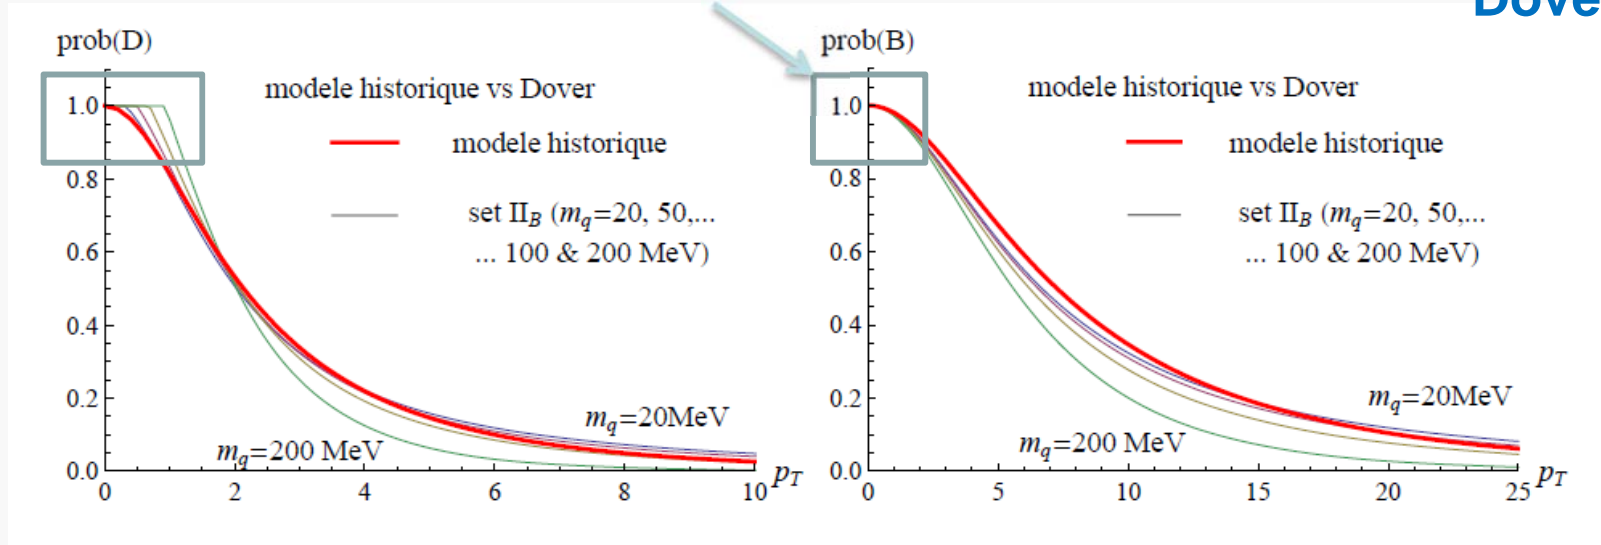 Dove
prob(D)
modele historique vs Dover
modele historique
set II_B (m_q=20, 50,...
... 100 & 200 MeV)
1.0
0.8
0.6
0.4
0.2
0.0
m_q=20MeV
m_q=200 MeV
0 2 4 6 8 10 p_T
prob(B)
modele historique vs Dover
modele historique
set II_B (m_q=20, 50,...
... 100 & 200 MeV)
1.0
0.8
0.6
0.4
0.2
0.0
m_q=20MeV
m_q=200 MeV
0 5 10 15 20 25 p_T